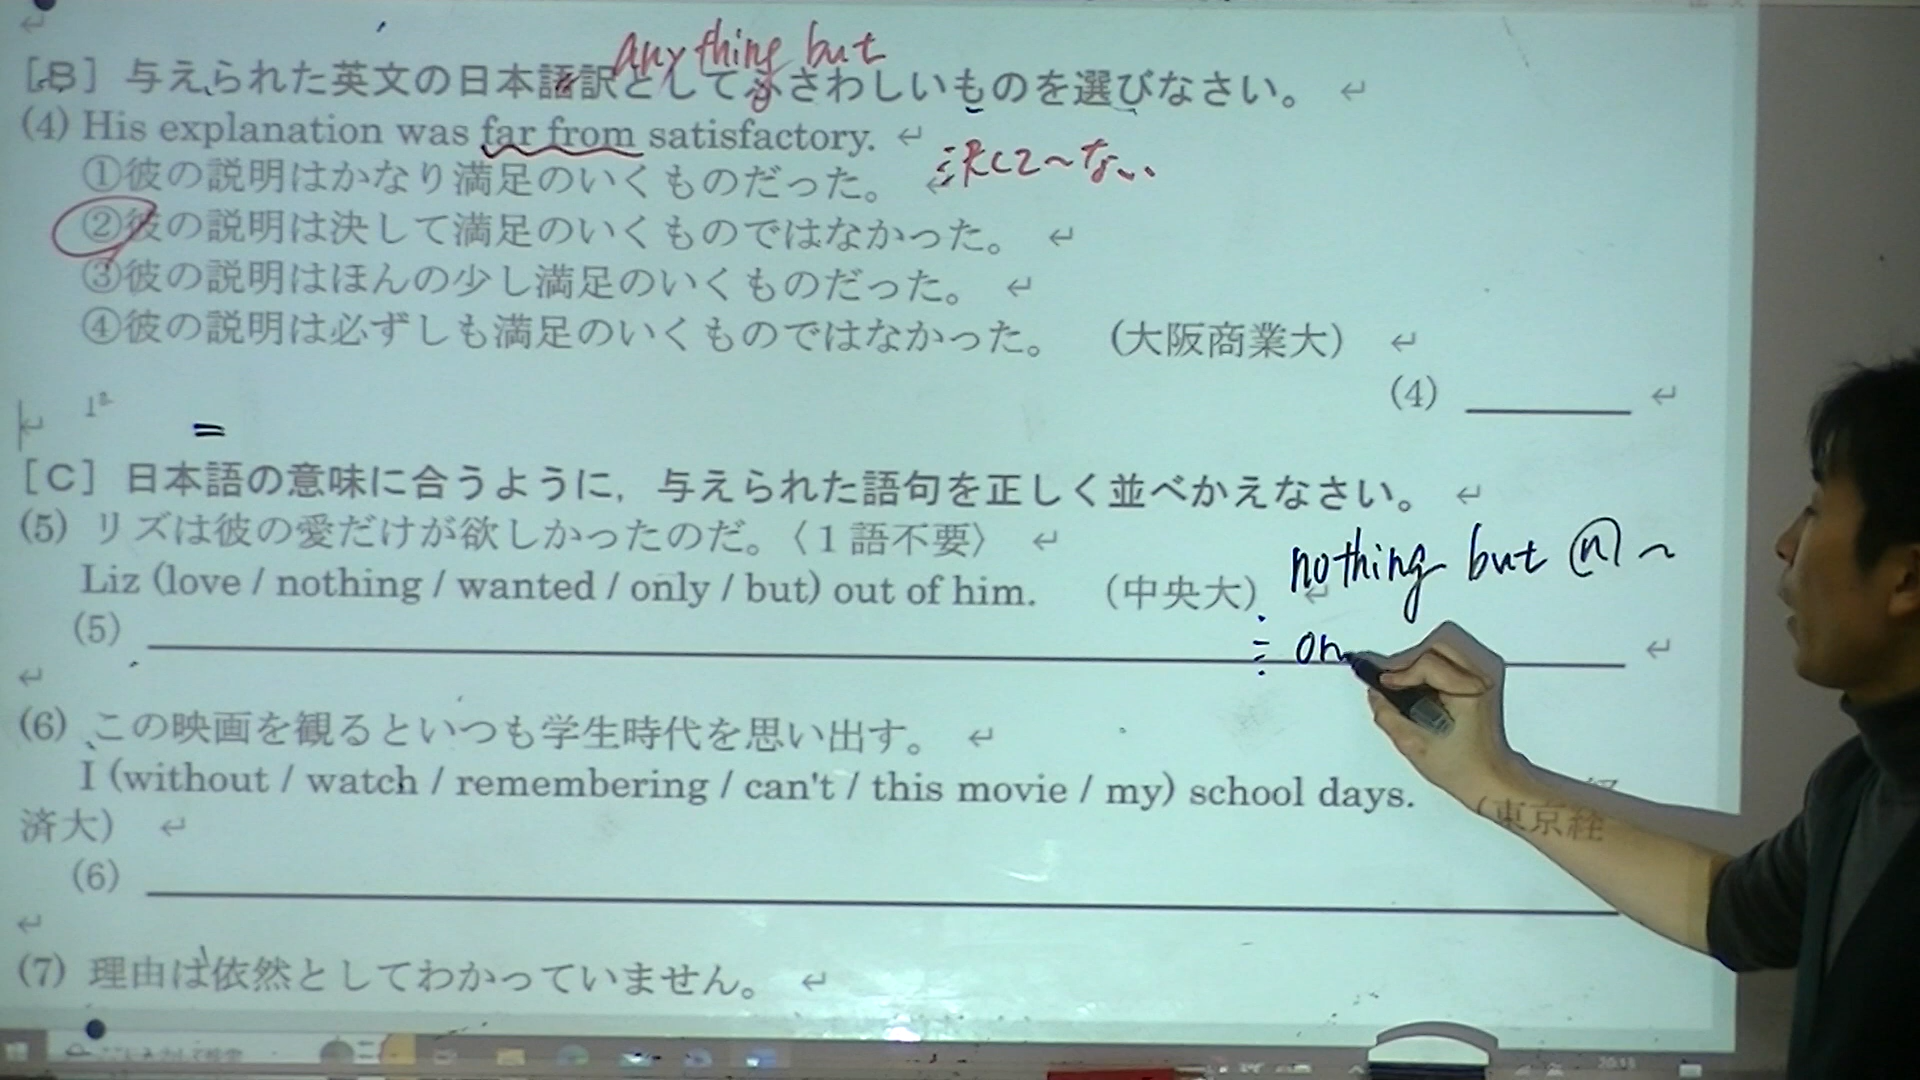 anything but
［B］与えられた英文の日本語訳としてふさわしいものを選びなさい。
(4) His explanation was far from satisfactory.
決して～ない
①彼の説明はかなり満足のいくものだった。
②彼の説明は決して満足のいくものではなかった。
③彼の説明はほんの少し満足のいくものだった。
④彼の説明は必ずしも満足のいくものではなかった。 （大阪商業大）
(4)
=
［C］日本語の意味に合うように，与えられた語句を正しく並べかえなさい。
(5) リズは彼の愛だけが欲しかったのだ。〈1語不要〉
nothing but ⓝ ~
Liz (love / nothing / wanted / only / but) out of him. （中央大）
(5)
≒ on
(6) この映画を観るといつも学生時代を思い出す。
I (without / watch / remembering / can't / this movie / my) school days. （東京経
済大）
(6)
(7) 理由は依然としてわかっていません。